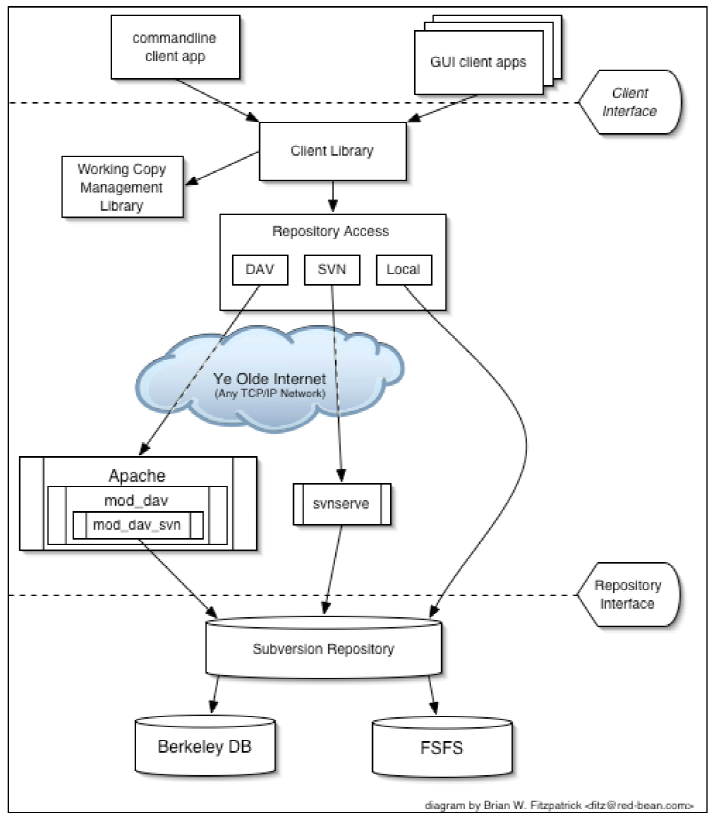 commandline
client app
GUI client apps
Client
Interface
Client Library
Working Copy
Management
Library
Repository Access
DAV
SVN
Local
Ye Olde Internet
(Any TCP/IP Network)
Apache
mod_dav
mod_dav_svn
svnserve
Repository
Interface
Subversion Repository
Berkeley DB
FSFS
diagram by Brian W. Fitzpatrick <fitz@red-bean.com>